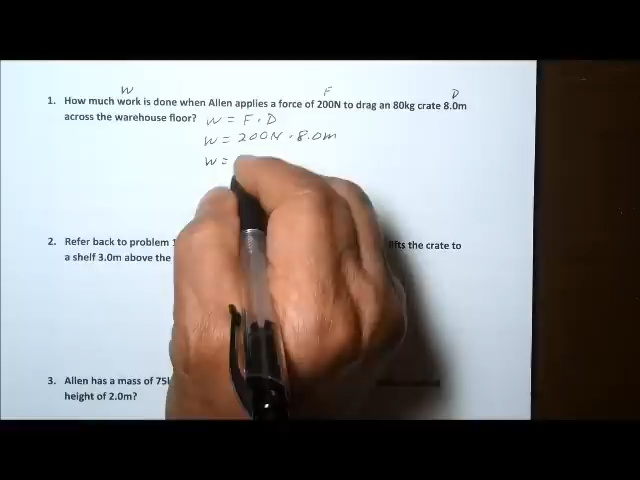 W F D
1. How much work is done when Allen applies a force of 200N to drag an 80kg crate 8.0m
across the warehouse floor? W = F · D
W = 200N · 8.0m
W =
2. Refer back to problem lifts the crate to
a shelf 3.0m above the
3. Allen has a mass of
height of 2.0m?